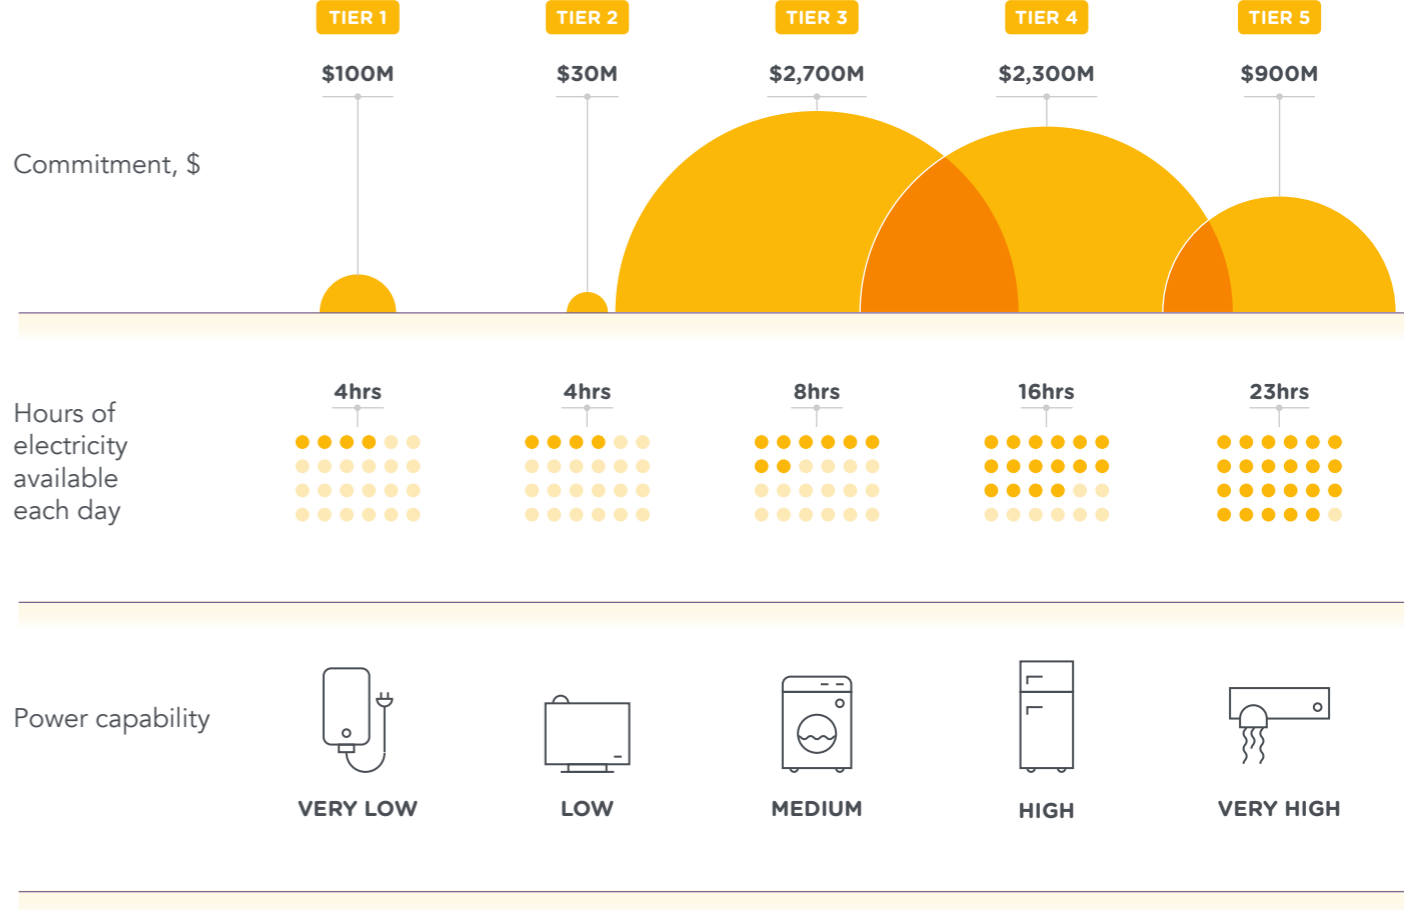 TIER 1
TIER 2
TIER 3
TIER 4
TIER 5
$100M
$30M
$2,700M
$2,300M
$900M
Commitment, $
4hrs
4hrs
8hrs
16hrs
23hrs
Hours of
electricity
available
each day
Power capability
VERY LOW
LOW
MEDIUM
HIGH
VERY HIGH